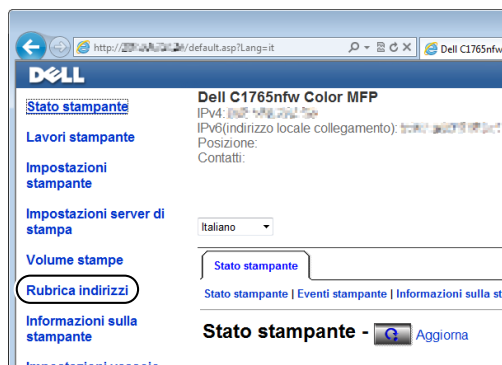 http://
/default.asp?Lang=it
Dell C1765nfw
DELL
Stato stampante
Lavori stampante
Impostazioni
stampante
Impostazioni server di
stampa
Volume stampe
Rubrica indirizzi
Informazioni sulla
stampante
Dell C1765nfw Color MFP
IPv4:
IPv6(indirizzo locale collegamento):
Posizione:
Contatti:
Italiano
Stato stampante
Stato stampante | Eventi stampante | Informazioni sulla st
Stato stampante - Aggiorna